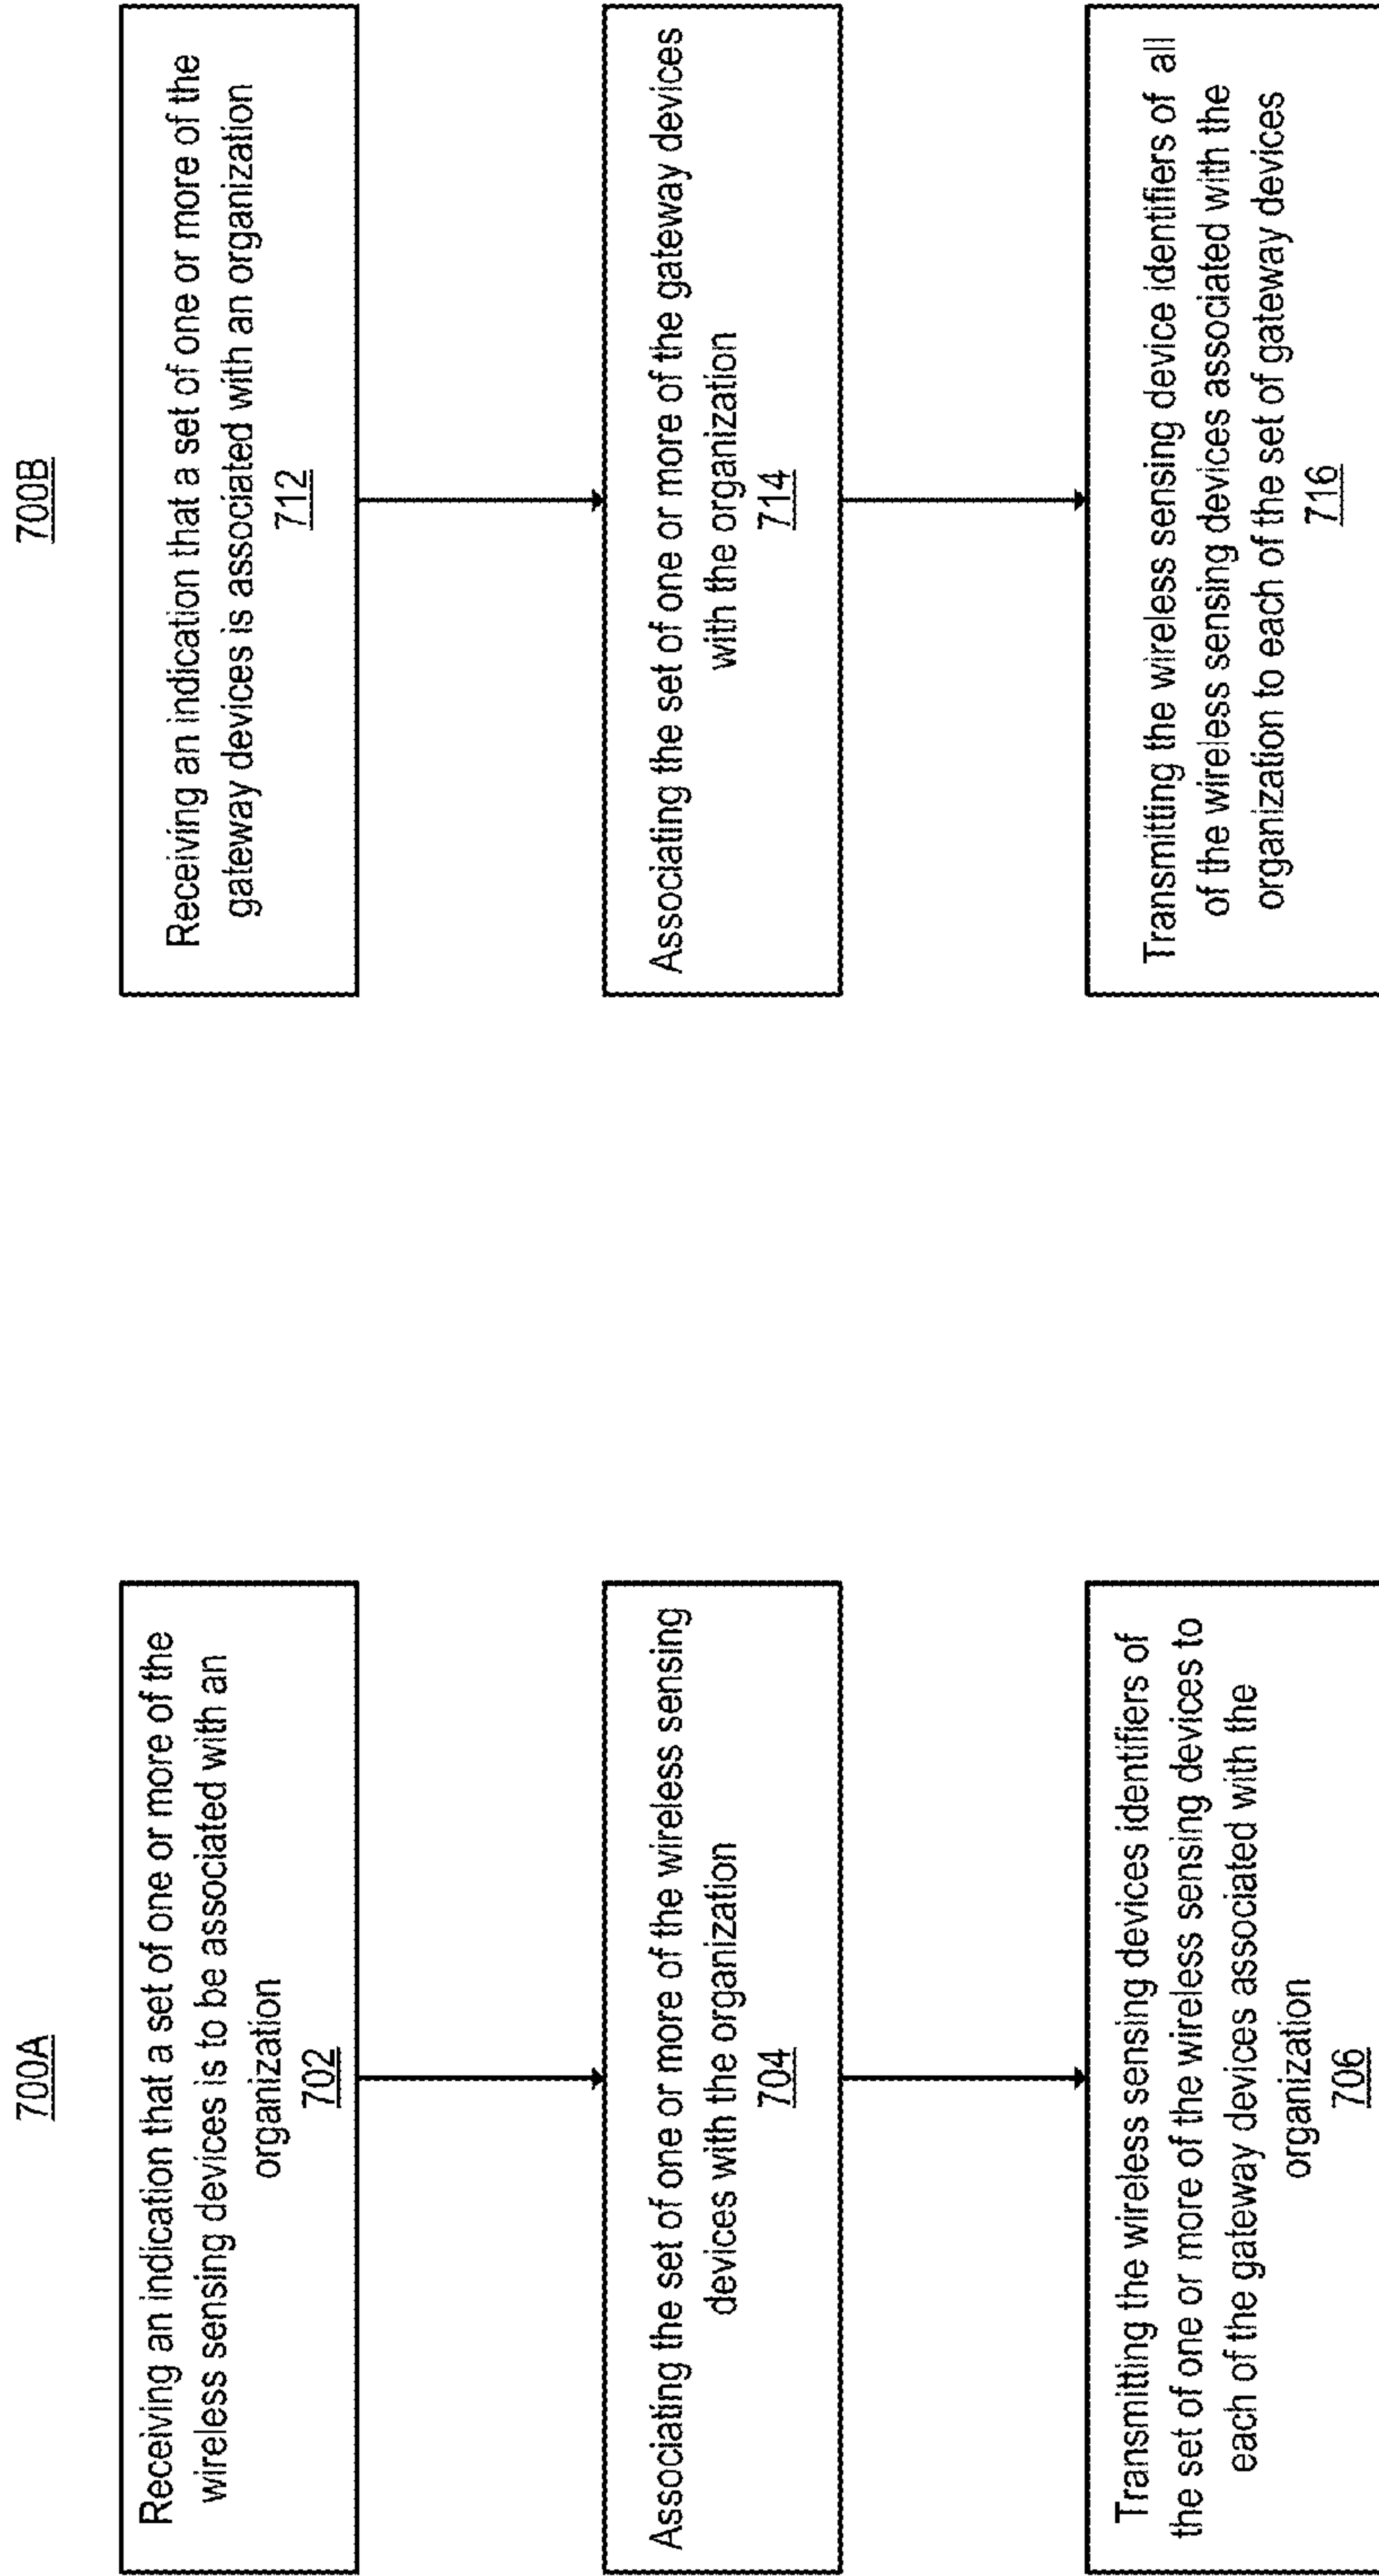 700A
Receiving an indication that a set of one or more of the
wireless sensing devices is to be associated with an
organization
702
Associating the set of one or more of the wireless sensing
devices with the organization
704
Transmitting the wireless sensing devices identifiers of
the set of one or more of the wireless sensing devices to
each of the gateway devices associated with the
organization
706
700B
Receiving an indication that a set of one or more of the
gateway devices is associated with an organization
712
Associating the set of one or more of the gateway devices
with the organization
714
Transmitting the wireless sensing device identifiers of all
of the wireless sensing devices associated with the
organization to each of the set of gateway devices
716